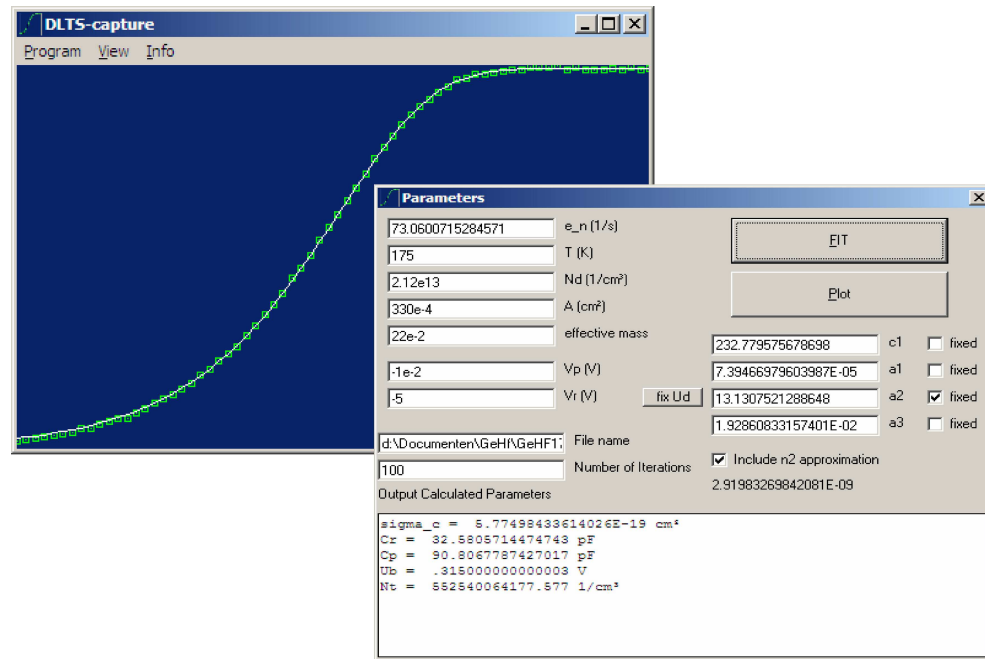 DLTS-capture
Program View Info
Parameters
73.0600715284571 e_n (1/s)
175 T (K)
2.12e13 Nd (1/cm³)
330e-4 A (cm²)
22e-2 effective mass
-1e-2 Vp (V)
-5 Vr (V) fix Ud
d:\Documenten\GeHf\GeHF17 File name
100 Number of Iterations
FIT
Plot
232.779575678698 c1 fixed
7.39466979603987E-05 a1 fixed
13.1307521288648 a2 fixed
1.92860833157401E-02 a3 fixed
Include n2 approximation
2.91983269842081E-09
Output Calculated Parameters
sigma_c = 5.77498433614026E-19 cm²
Cr = 32.5805714474743 pF
Cp = 90.8067787427017 pF
Ub = .315000000000003 V
Nt = 552540064177.577 1/cm³